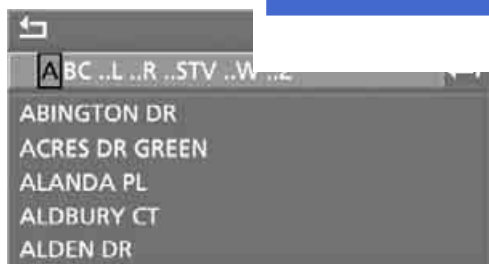 ABC ..L ..R ..STV ..W ..Z
ABINGTON DR
ACRES DR GREEN
ALANDA PL
ALDBURY CT
ALDEN DR